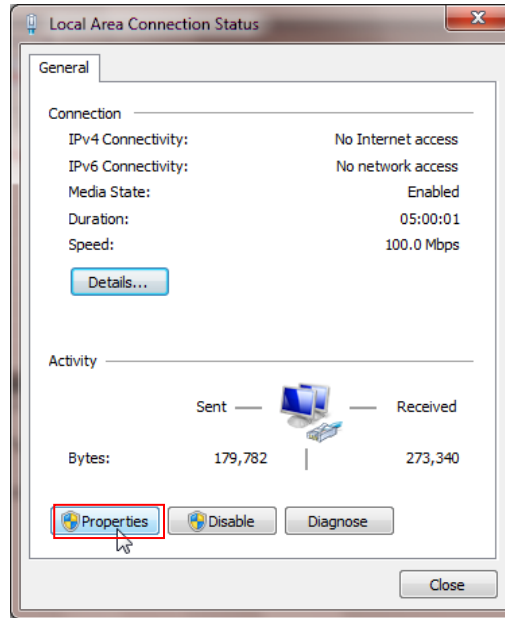 Local Area Connection Status
General
Connection
IPv4 Connectivity: No Internet access
IPv6 Connectivity: No network access
Media State: Enabled
Duration: 05:00:01
Speed: 100.0 Mbps
Details...
Activity
Sent Received
Bytes: 179,782 273,340
Properties Disable Diagnose
Close